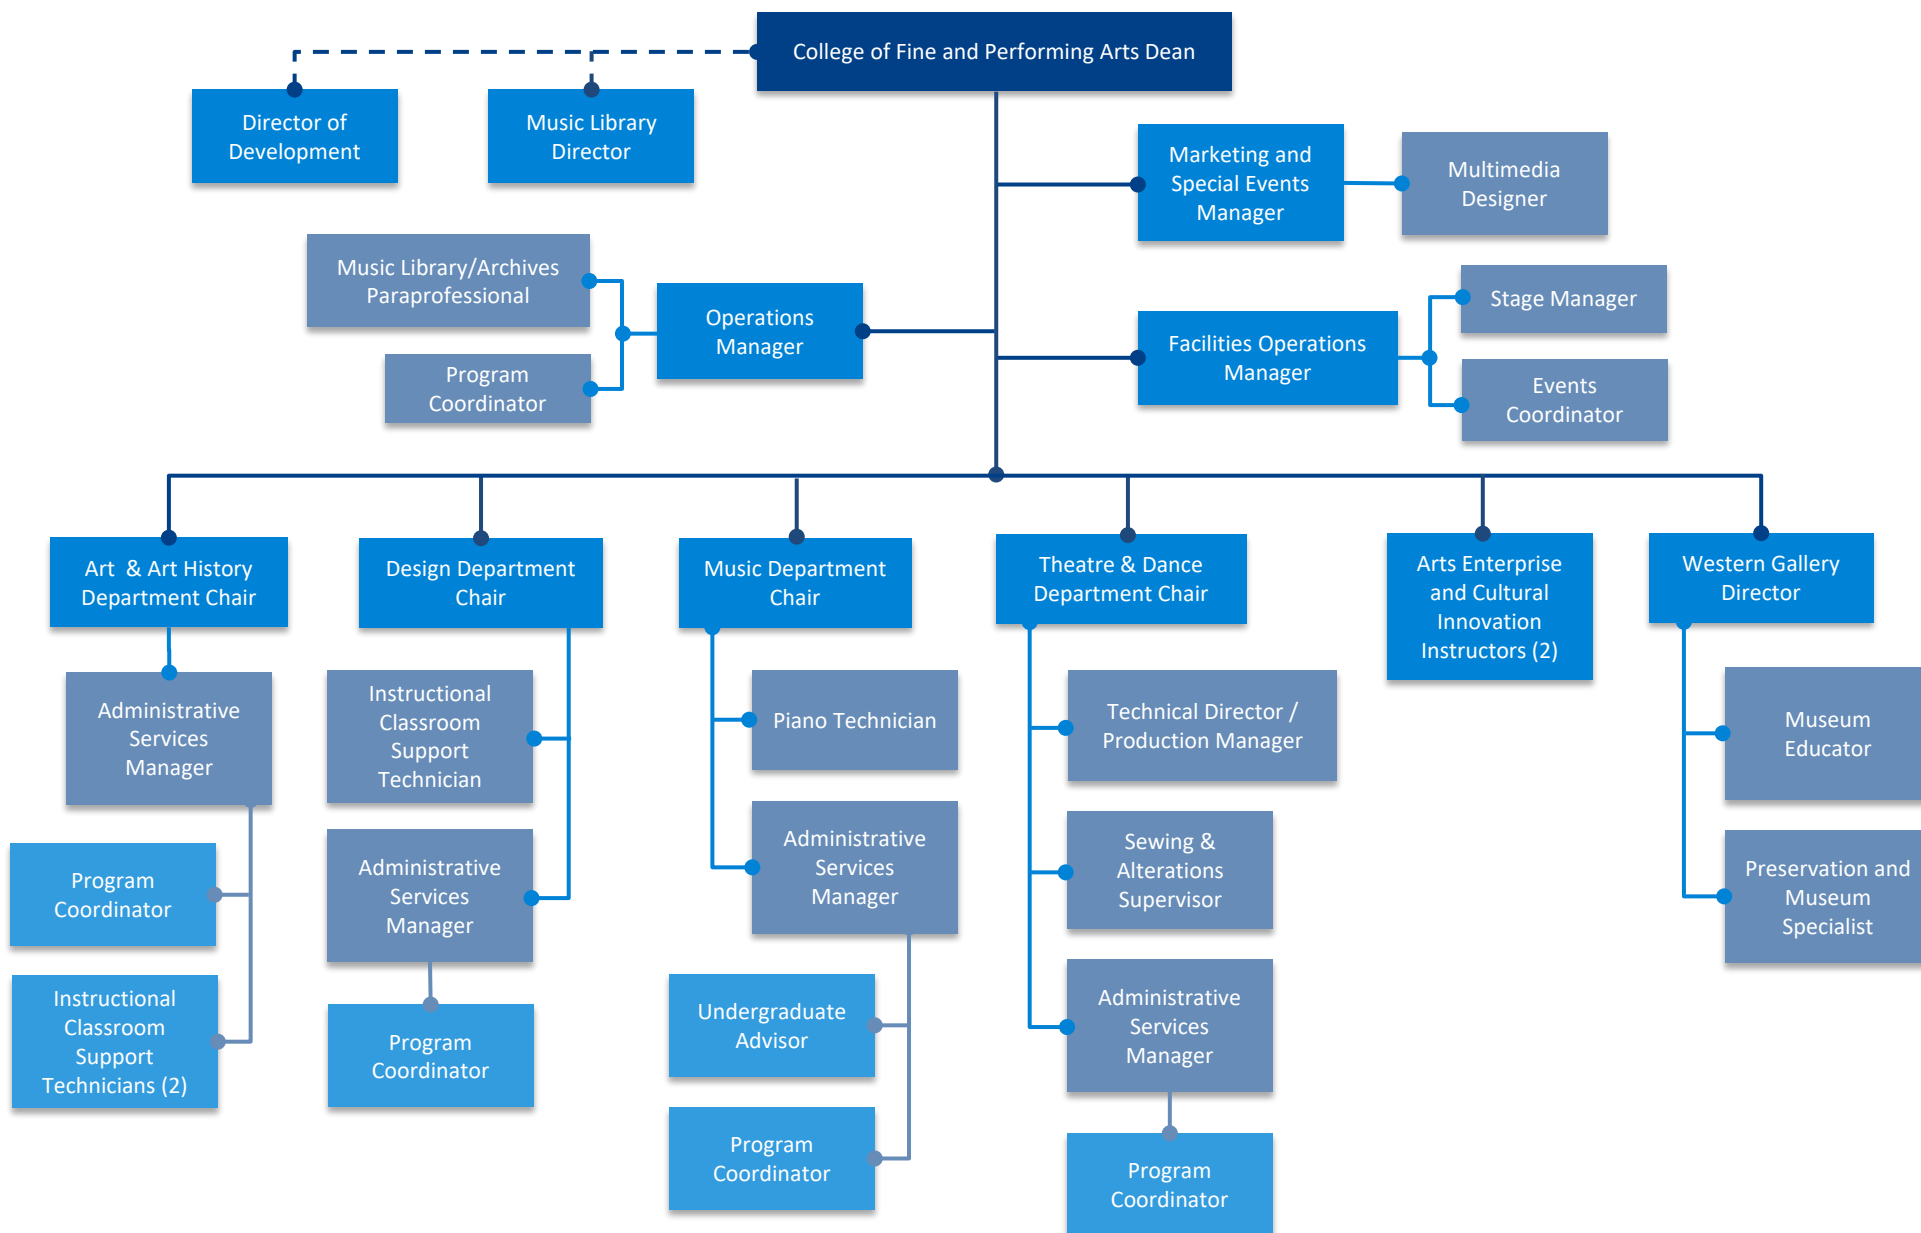 College of Fine and Performing Arts Dean
Director of
Development
Music Library
Director
Marketing and
Special Events
Manager
Multimedia
Designer
Music Library/Archives
Paraprofessional
Operations
Manager
Program
Coordinator
Facilities Operations
Manager
Stage Manager
Events
Coordinator
Art & Art History
Department Chair
Design Department
Chair
Music Department
Chair
Theatre & Dance
Department Chair
Arts Enterprise
and Cultural
Innovation
Instructors (2)
Western Gallery
Director
Administrative
Services
Manager
Program
Coordinator
Instructional
Classroom
Support
Technicians (2)
Instructional
Classroom
Support
Technician
Administrative
Services
Manager
Program
Coordinator
Piano Technician
Administrative
Services
Manager
Undergraduate
Advisor
Program
Coordinator
Technical Director /
Production Manager
Sewing &
Alterations
Supervisor
Administrative
Services
Manager
Program
Coordinator
Museum
Educator
Preservation and
Museum
Specialist